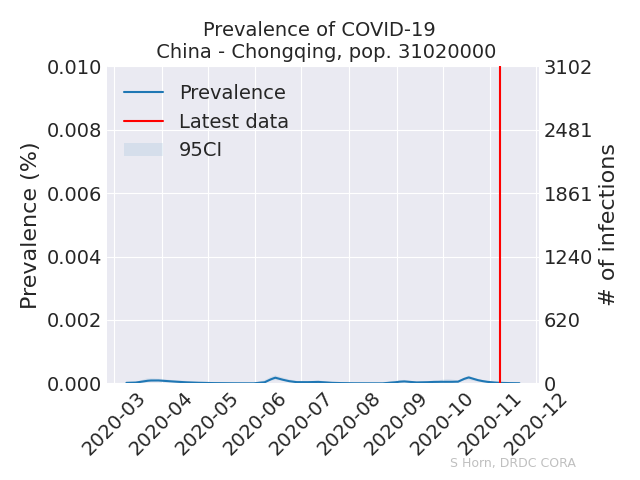 Prevalence of COVID-19
China - Chongqing, pop. 31020000
0.010
0.008
0.006
0.004
0.002
0.000
Prevalence (%)
Prevalence
Latest data
95CI
3102
2481
1861
1240
620
0
# of infections
2020-03
2020-04
2020-05
2020-06
2020-07
2020-08
2020-09
2020-10
2020-11
2020-12
S Horn, DRDC CORA